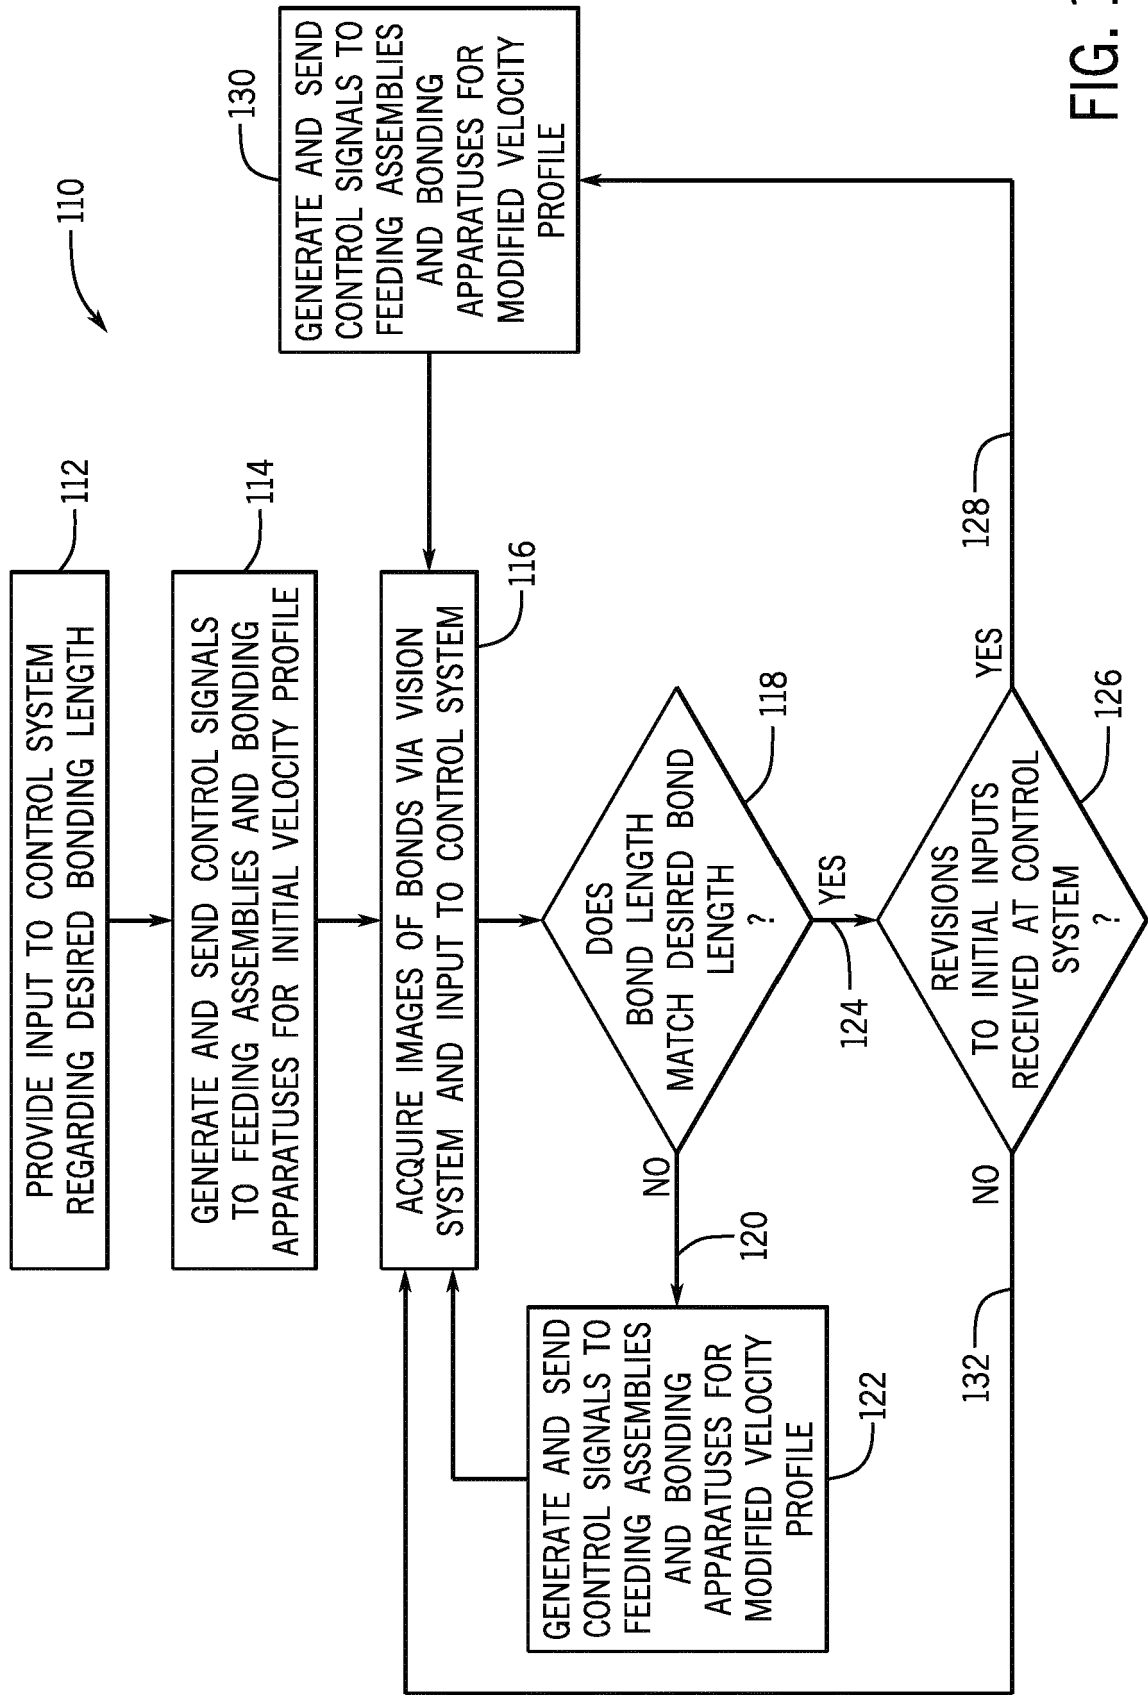 110
PROVIDE INPUT TO CONTROL SYSTEM
REGARDING DESIRED BONDING LENGTH
112
GENERATE AND SEND CONTROL SIGNALS
TO FEEDING ASSEMBLIES AND BONDING
APPARATUSES FOR INITIAL VELOCITY PROFILE
114
ACQUIRE IMAGES OF BONDS VIA VISION
SYSTEM AND INPUT TO CONTROL SYSTEM
116
GENERATE AND SEND
CONTROL SIGNALS TO
FEEDING ASSEMBLIES
AND BONDING
APPARATUSES FOR
MODIFIED VELOCITY
PROFILE
130
DOES
BOND LENGTH
MATCH DESIRED BOND
LENGTH
?
118
NO
120
GENERATE AND SEND
CONTROL SIGNALS TO
FEEDING ASSEMBLIES
AND BONDING
APPARATUSES FOR
MODIFIED VELOCITY
PROFILE
122
YES
124
REVISIONS
TO INITIAL INPUTS
RECEIVED AT CONTROL
SYSTEM
?
126
YES
128
NO
132
FIG.